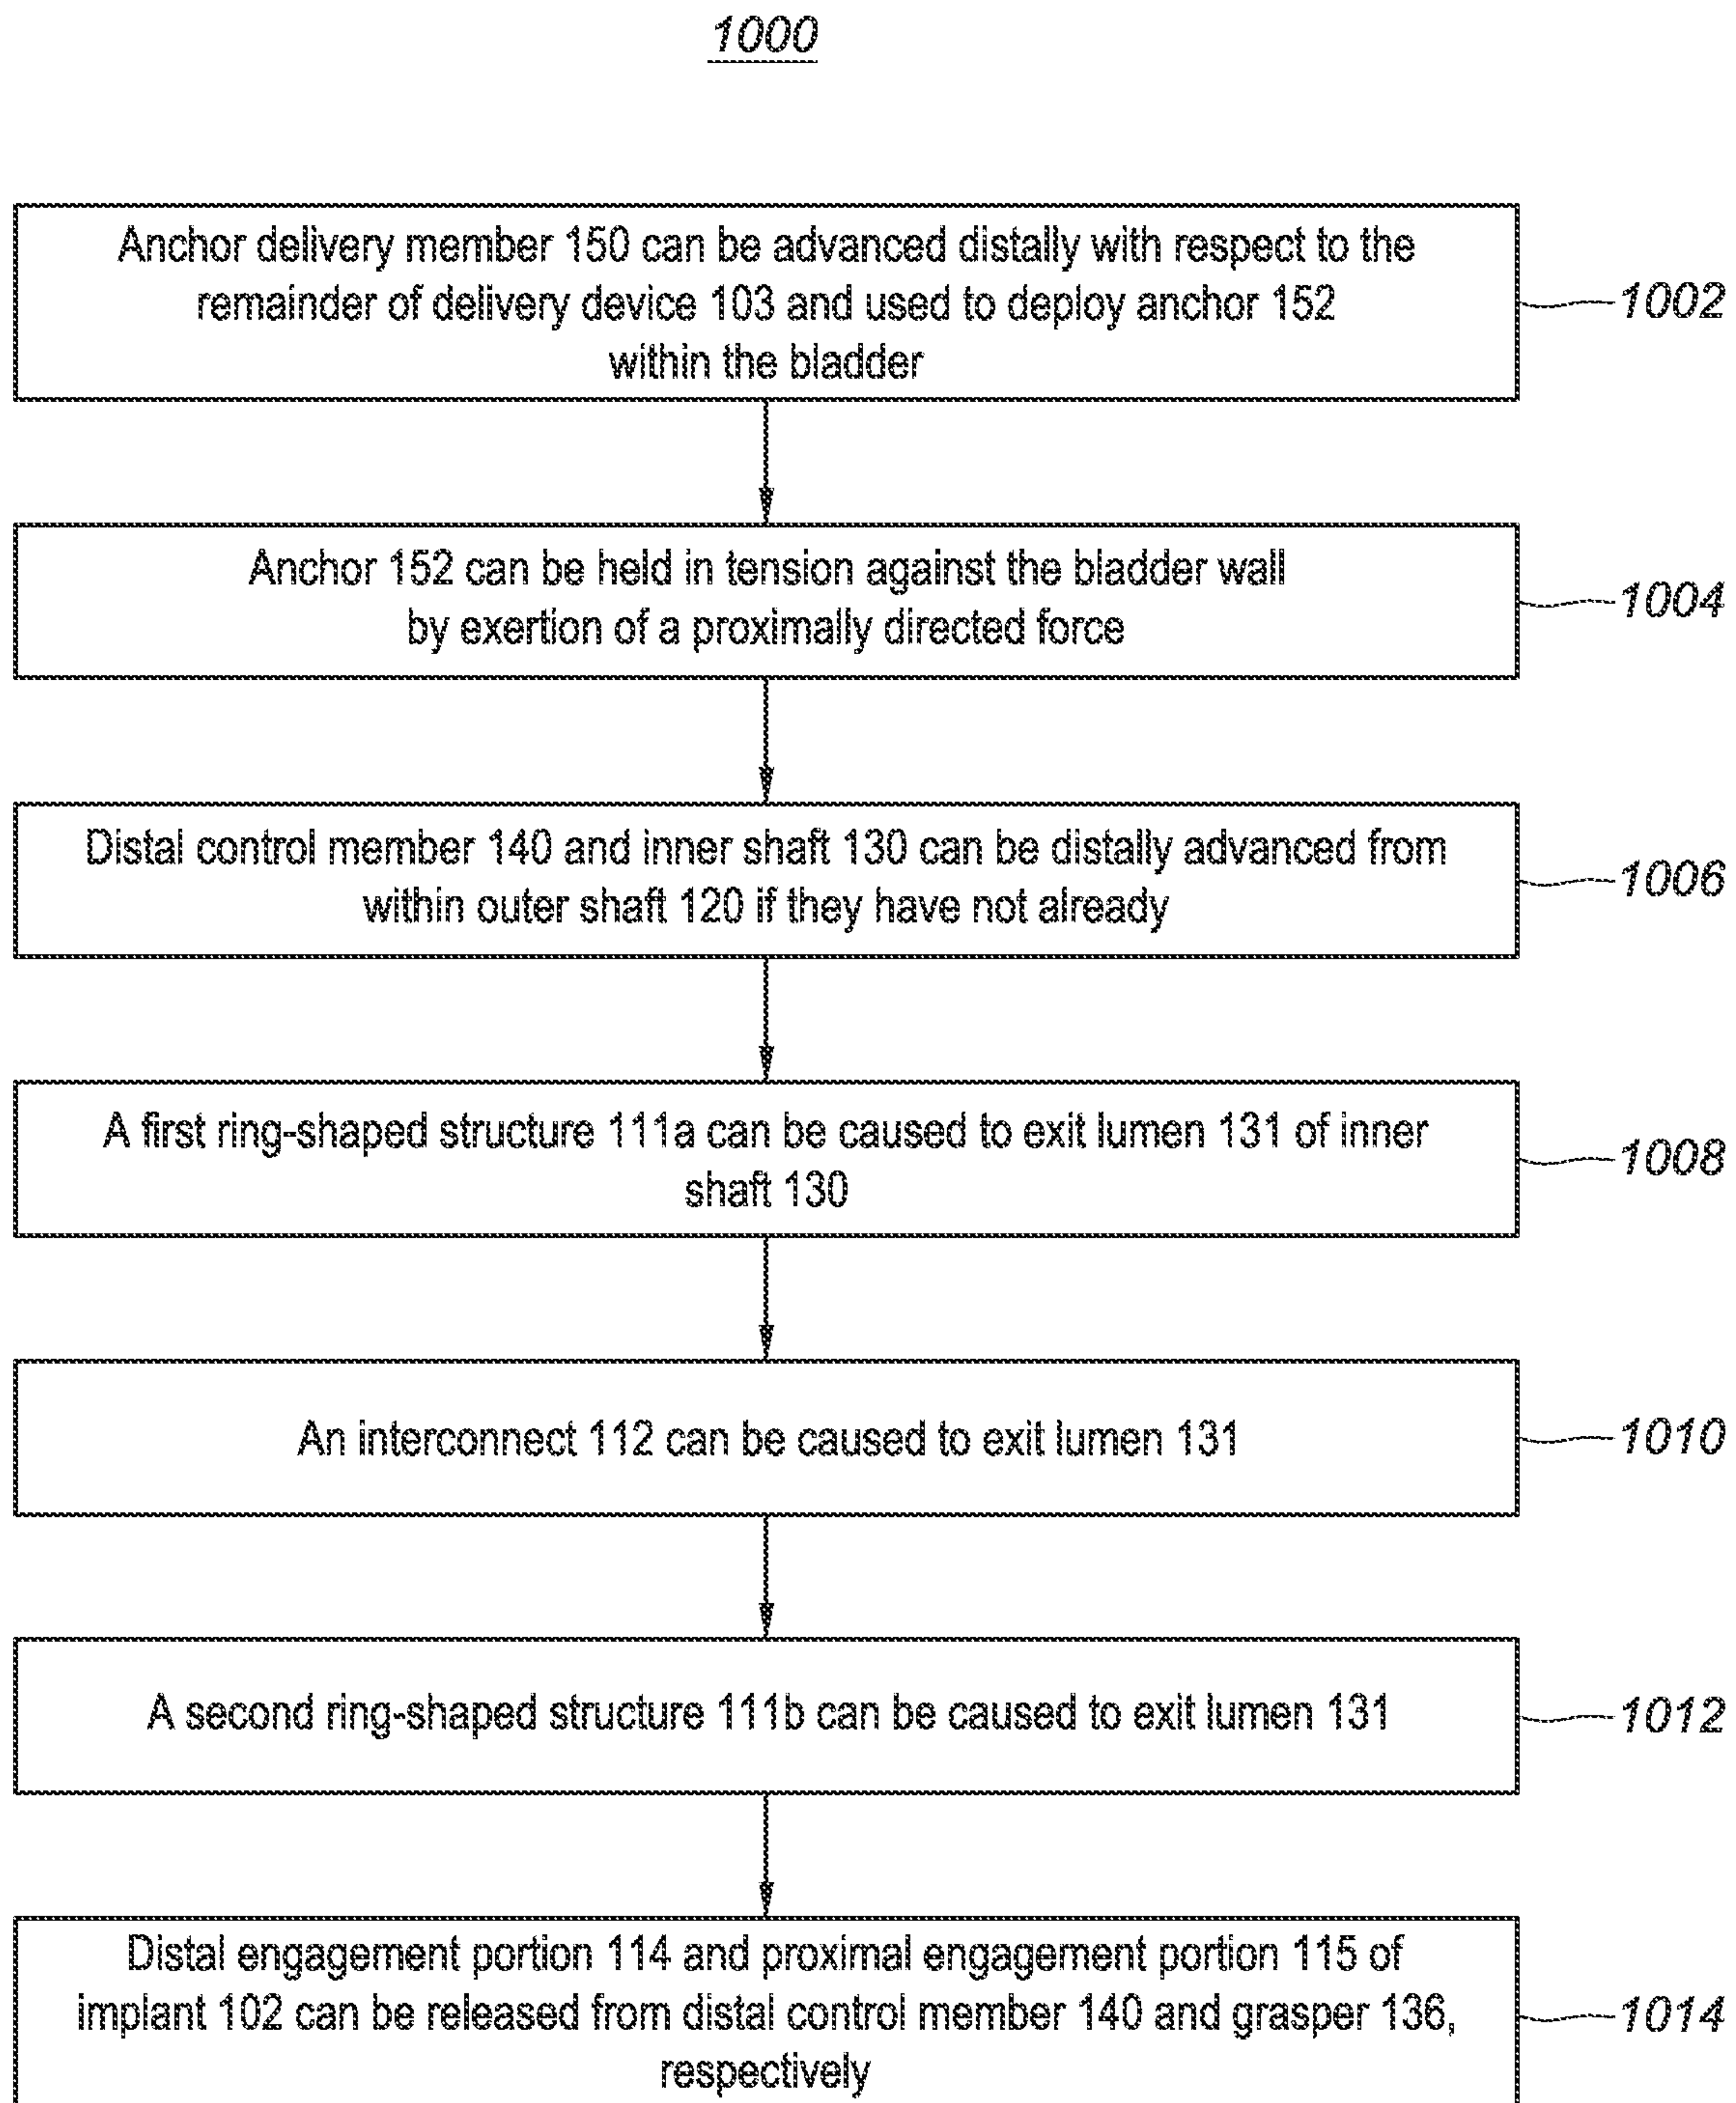 1000
Anchor delivery member 150 can be advanced distally with respect to the
remainder of delivery device 103 and used to deploy anchor 152
within the bladder
1002
Anchor 152 can be held in tension against the bladder wall
by exertion of a proximally directed force
1004
Distal control member 140 and inner shaft 130 can be distally advanced from
within outer shaft 120 if they have not already
1006
A first ring-shaped structure 111a can be caused to exit lumen 131 of inner
shaft 130
1008
An interconnect 112 can be caused to exit lumen 131
1010
A second ring-shaped structure 111b can be caused to exit lumen 131
1012
Distal engagement portion 114 and proximal engagement portion 115 of
implant 102 can be released from distal control member 140 and grasper 136,
respectively
1014